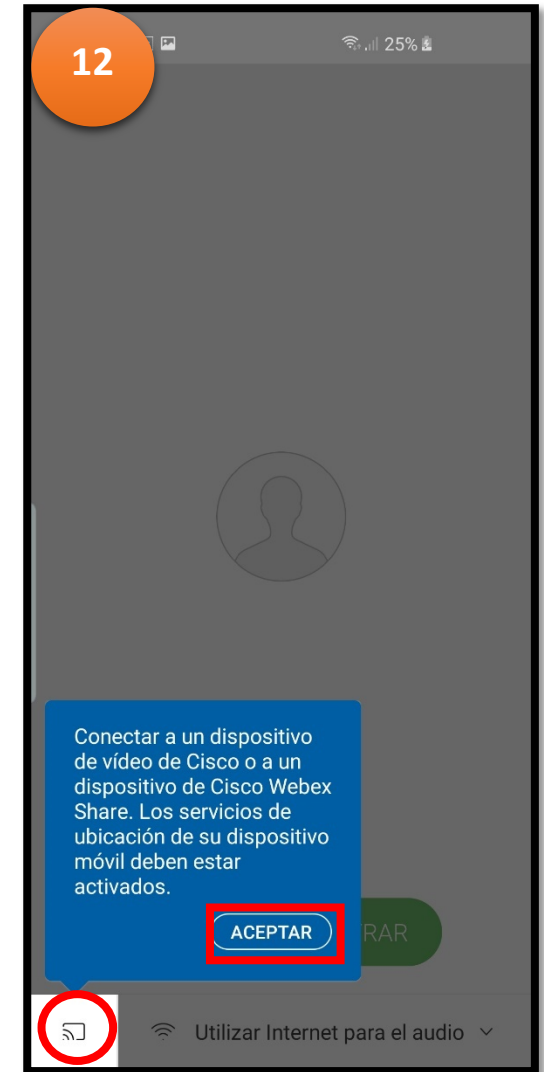 12
25%
Conectar a un dispositivo
de vídeo de Cisco o a un
dispositivo de Cisco Webex
Share. Los servicios de
ubicación de su dispositivo
móvil deben estar
activados.
ACEPTAR
RAR
Utilizar Internet para el audio